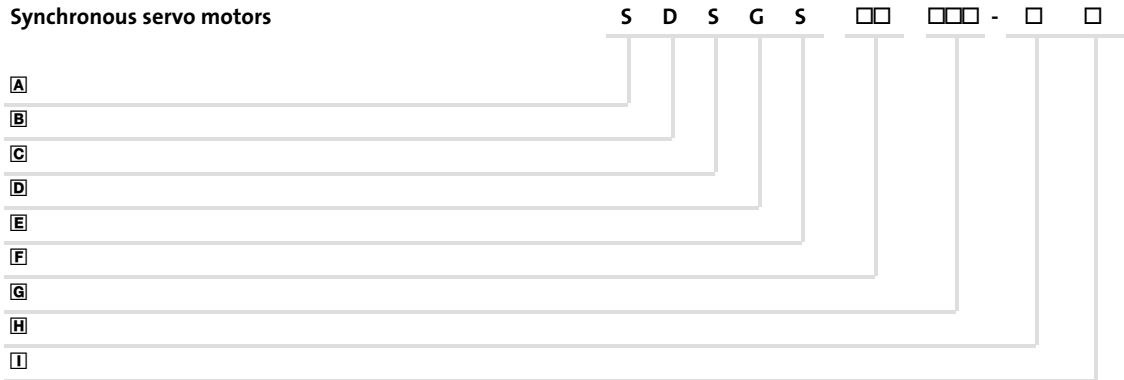 Synchronous servo motors S D S G S □□ □□□ - □ □
A
B
C
D
E
F
G
H
I